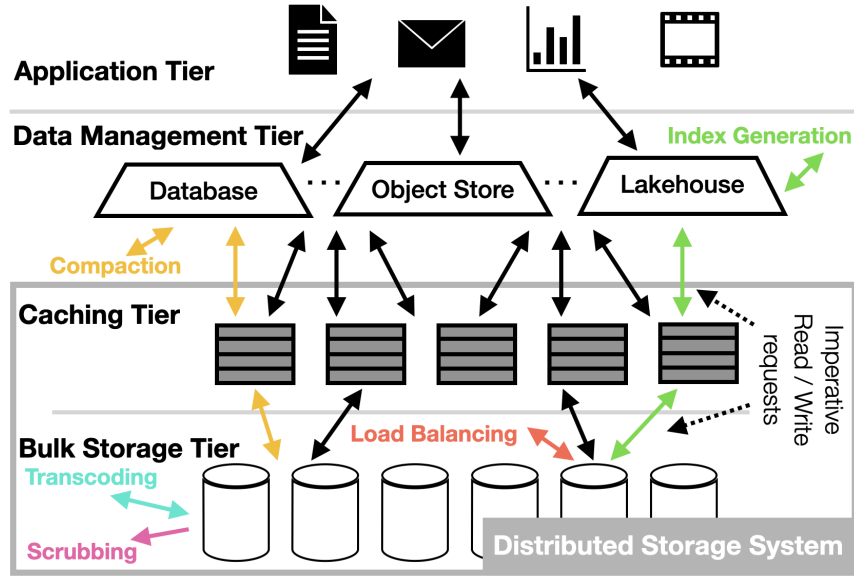 Application Tier
Data Management Tier
Index Generation
Database
Object Store
Lakehouse
Compaction
Caching Tier
Imperative
Read / Write
requests
Load Balancing
Bulk Storage Tier
Transcoding
Scrubbing
Distributed Storage System